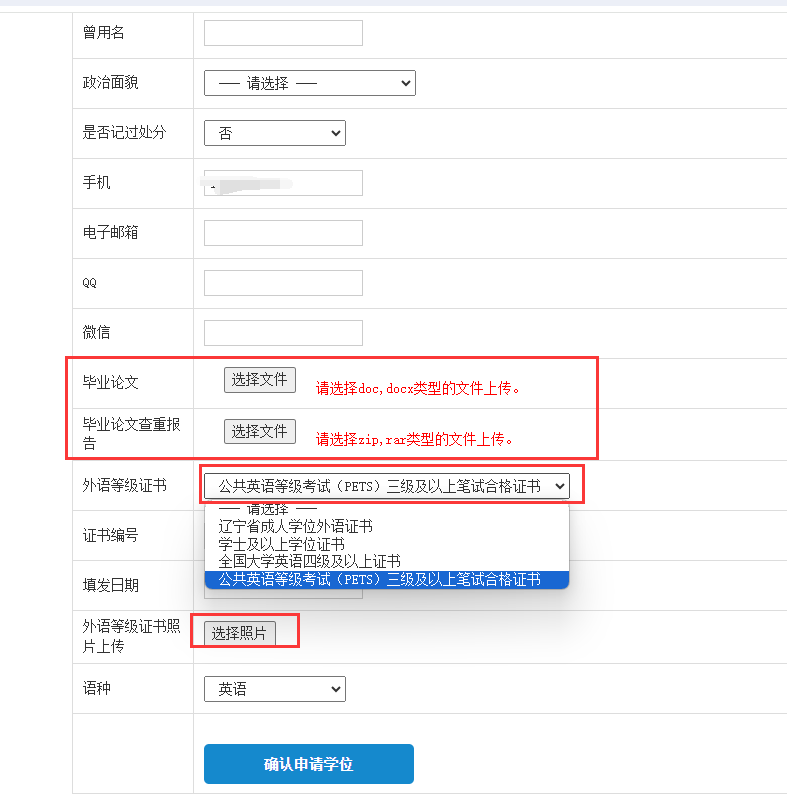 曾用名
政治面貌
—— 请选择 ——
是否记过处分
否
手机
电子邮箱
QQ
微信
毕业论文
选择文件
请选择doc,docx类型的文件上传。
毕业论文查重报
告
选择文件
请选择zip,rar类型的文件上传。
外语等级证书
公共英语等级考试（PETS）三级及以上笔试合格证书
—— 请选择 ——
辽宁省成人学位外语证书
学士及以上学位证书
全国大学英语四级及以上证书
公共英语等级考试（PETS）三级及以上笔试合格证书
证书编号
填发日期
外语等级证书照
片上传
选择照片
语种
英语
确认申请学位